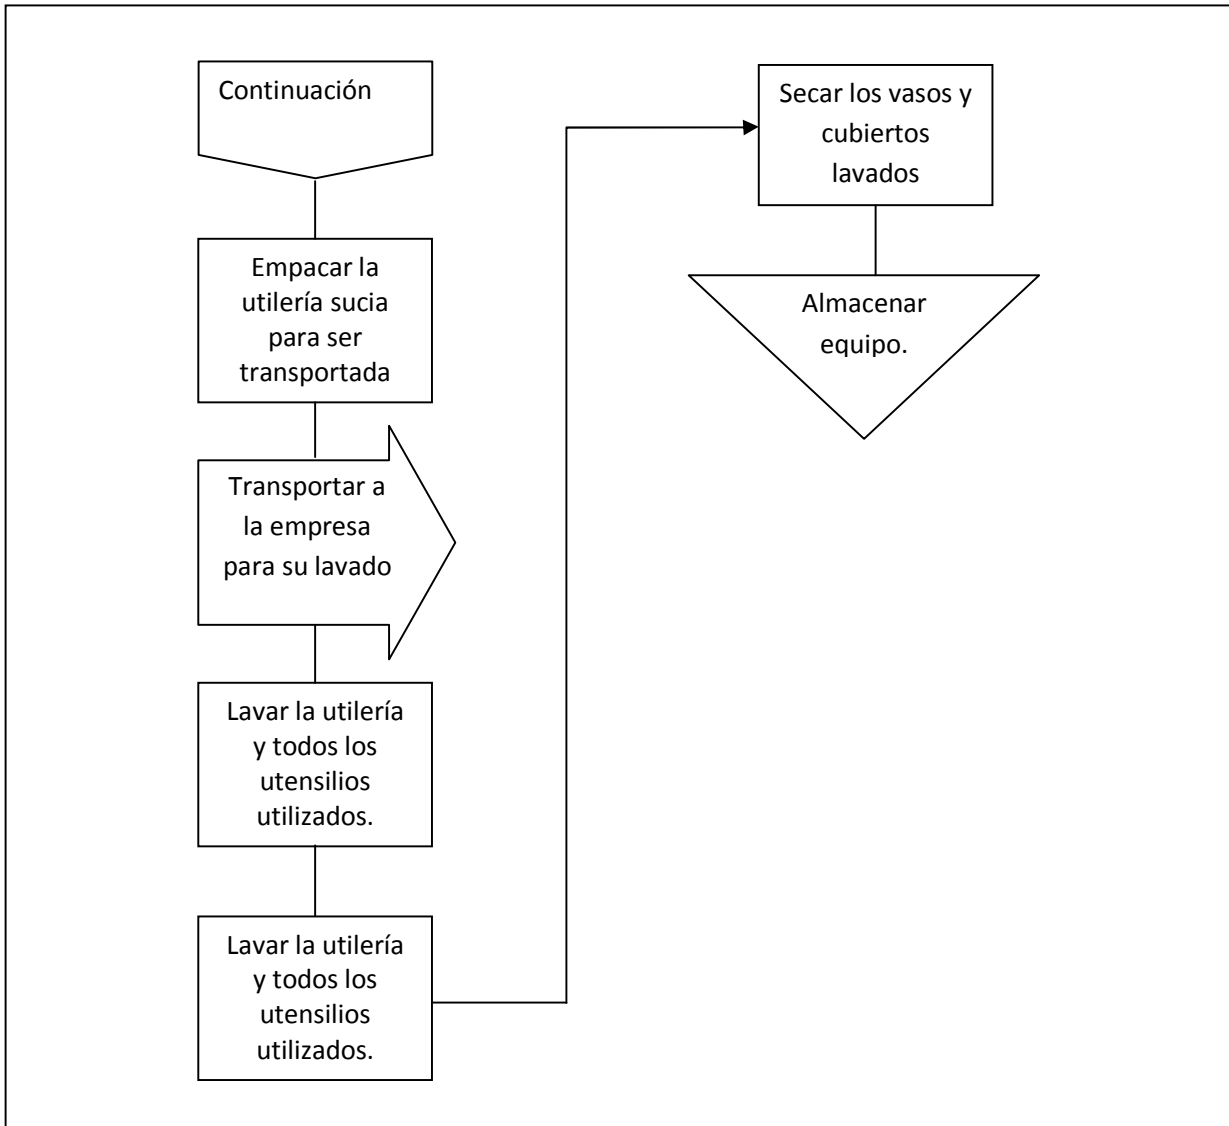 Continuación
Empacar la
utilería sucia
para ser
transportada
Transportar a
la empresa
para su lavado
Lavar la utilería
y todos los
utensilios
utilizados.
Lavar la utilería
y todos los
utensilios
utilizados.
Secar los vasos y
cubiertos
lavados
Almacenar
equipo.